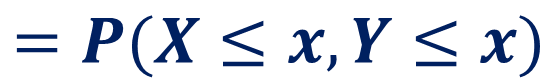 = P(X ≤ x, Y ≤ x)